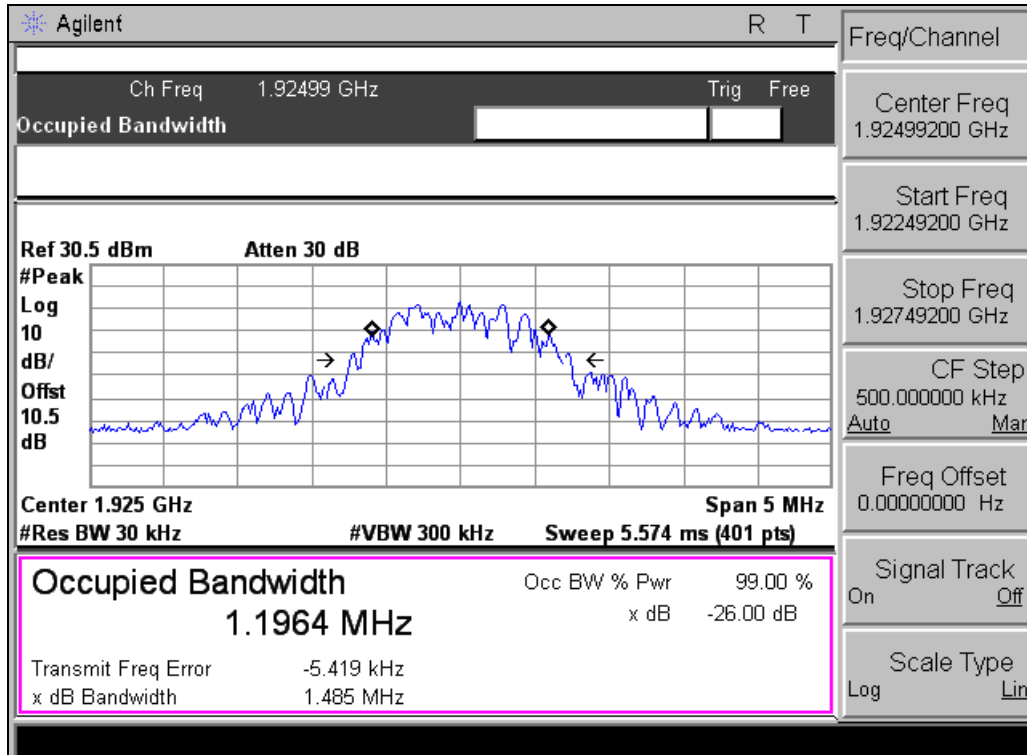 Agilent
R T
Ch Freq 1.92499 GHz
Trig Free
Occupied Bandwidth
Ref 30.5 dBm
Atten 30 dB
#Peak
Log
10
dB/
Offst
10.5
dB
Center 1.925 GHz
Span 5 MHz
#Res BW 30 kHz
#VBW 300 kHz
Sweep 5.574 ms (401 pts)
Occupied Bandwidth
1.1964 MHz
Occ BW % Pwr 99.00 %
x dB -26.00 dB
Transmit Freq Error -5.419 kHz
x dB Bandwidth 1.485 MHz
Freq/Channel
Center Freq
1.92499200 GHz
Start Freq
1.92249200 GHz
Stop Freq
1.92749200 GHz
CF Step
500.000000 kHz
Auto Man
Freq Offset
0.00000000 Hz
Signal Track
On Off
Scale Type
Log Lin